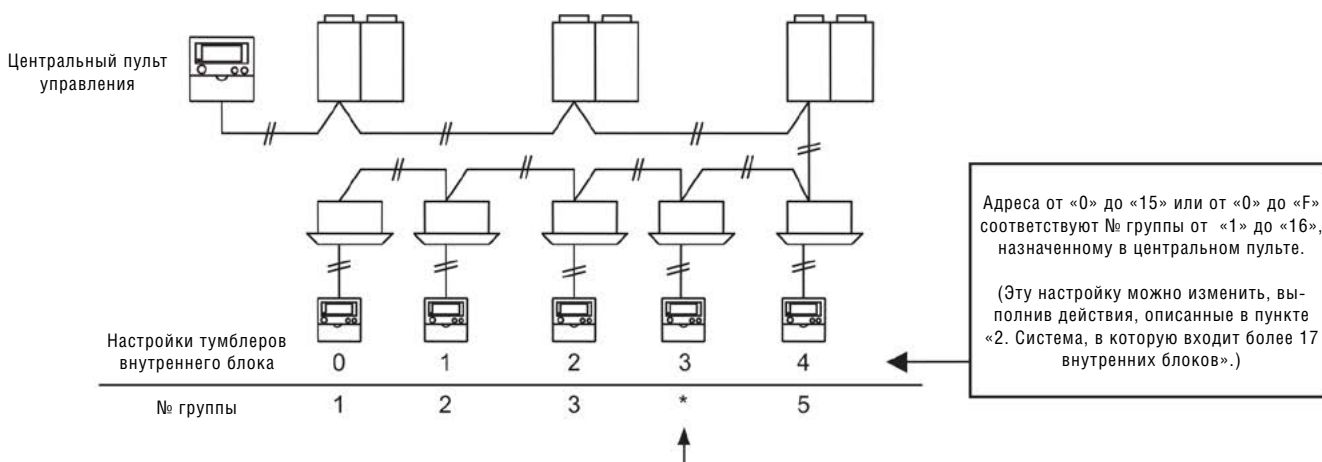 Центральный пульт
управления
Адреса от «0» до «15» или от «0» до «F»
соответствуют № группы от «1» до «16»,
назначенному в центральном пульте.
(Эту настройку можно изменить, вы-
полнив действия, описанные в пункте
«2. Система, в которую входит более 17
внутренних блоков».)
Настройки тумблеров
внутреннего блока 0 1 2 3 4
№ группы 1 2 3 * 5